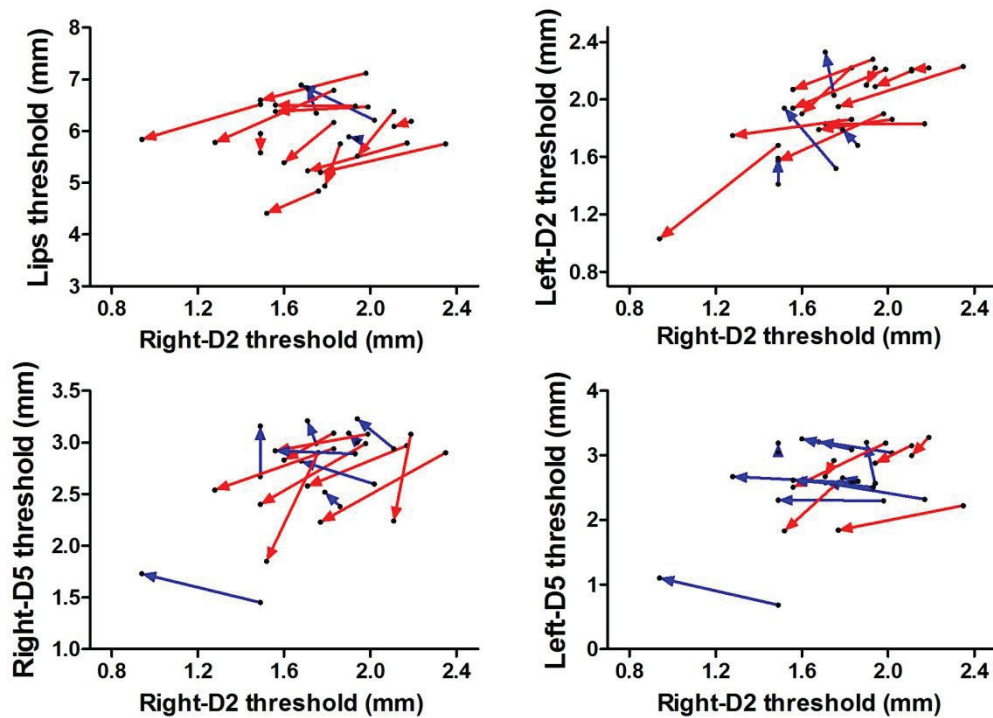 Lips threshold (mm)
8
7
6
5
4
3
0.8 1.2 1.6 2.0 2.4
Right-D2 threshold (mm)
Left-D2 threshold (mm)
2.4
2.0
1.6
1.2
0.8
0.8 1.2 1.6 2.0 2.4
Right-D2 threshold (mm)
Right-D5 threshold (mm)
3.5
3.0
2.5
2.0
1.5
1.0
0.8 1.2 1.6 2.0 2.4
Right-D2 threshold (mm)
Left-D5 threshold (mm)
4
3
2
1
0
0.8 1.2 1.6 2.0 2.4
Right-D2 threshold (mm)